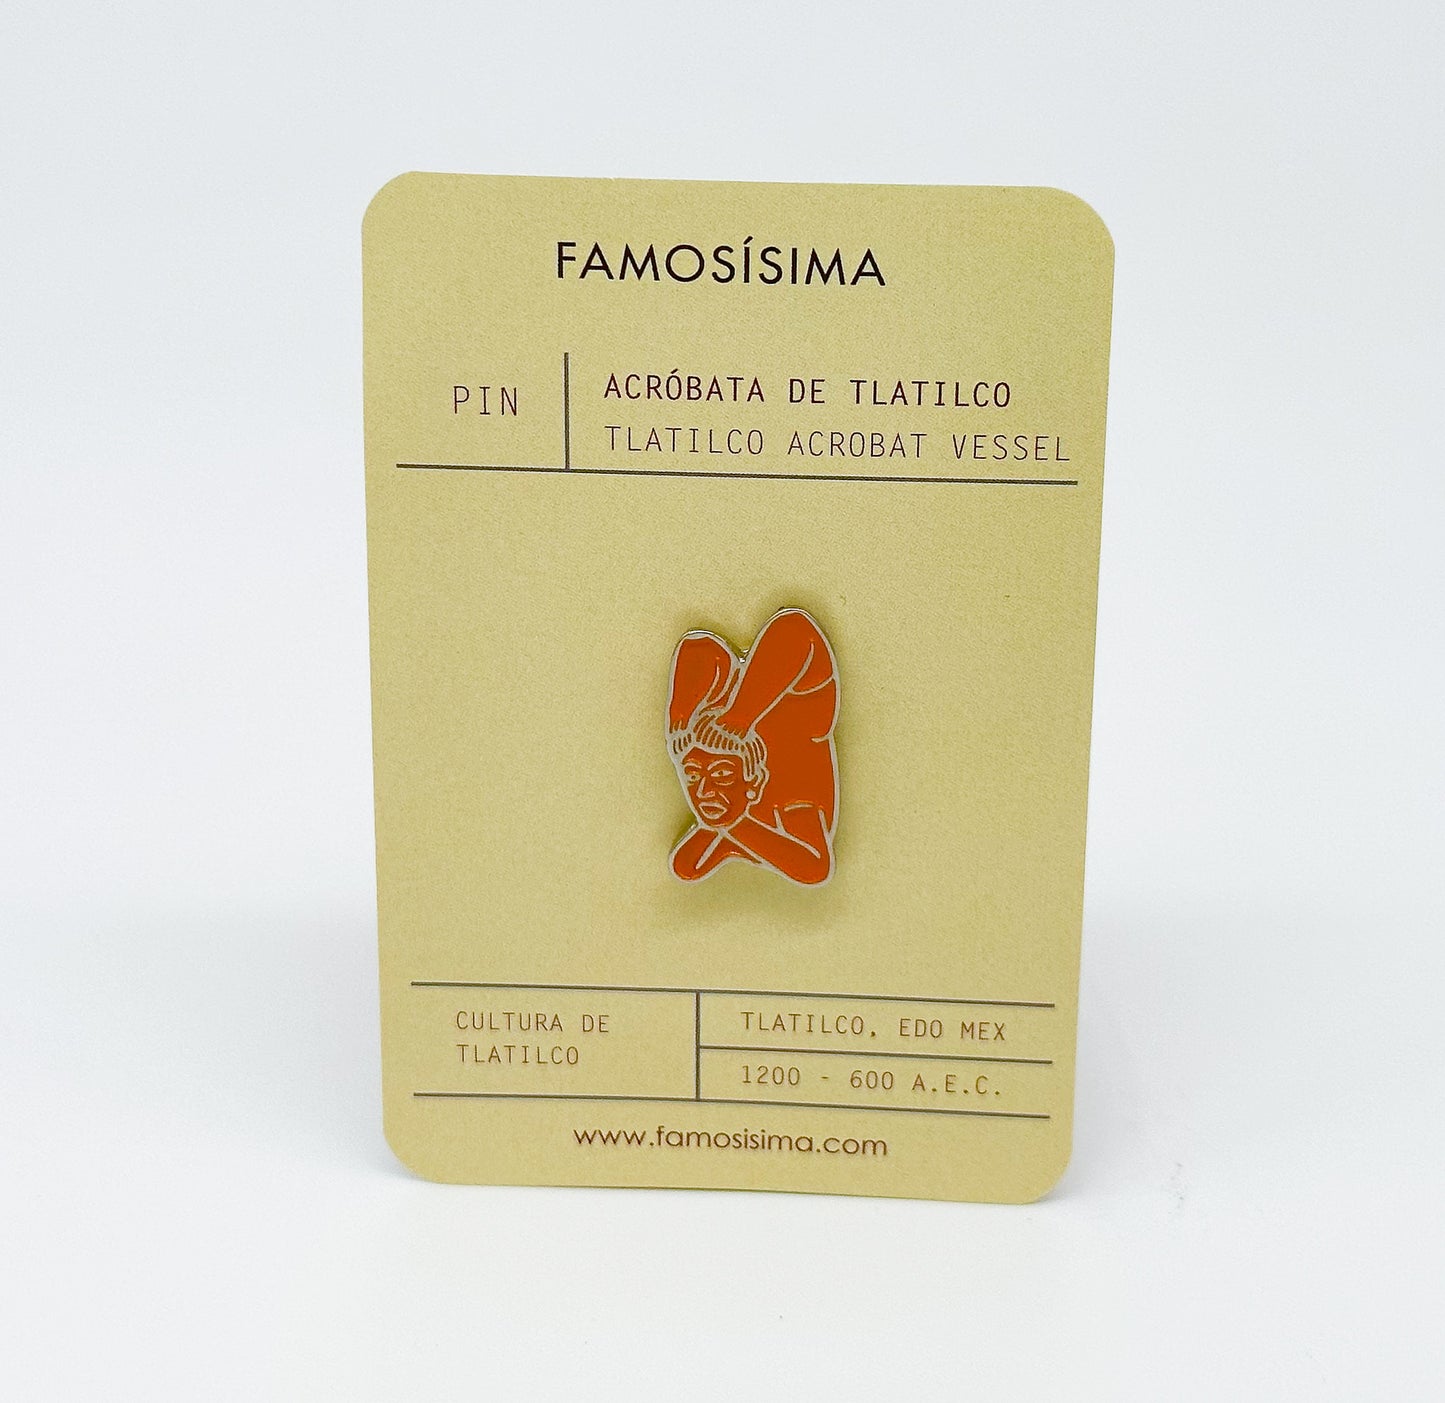 FAMOSÍSIMA
PIN
ACRÓBATA DE TLATILCO
TLATILCO ACROBAT VESSEL
CULTURA DE
TLATILCO
TLATILCO, EDO MEX
1200 - 600 A.E.C.
www.famosisima.com